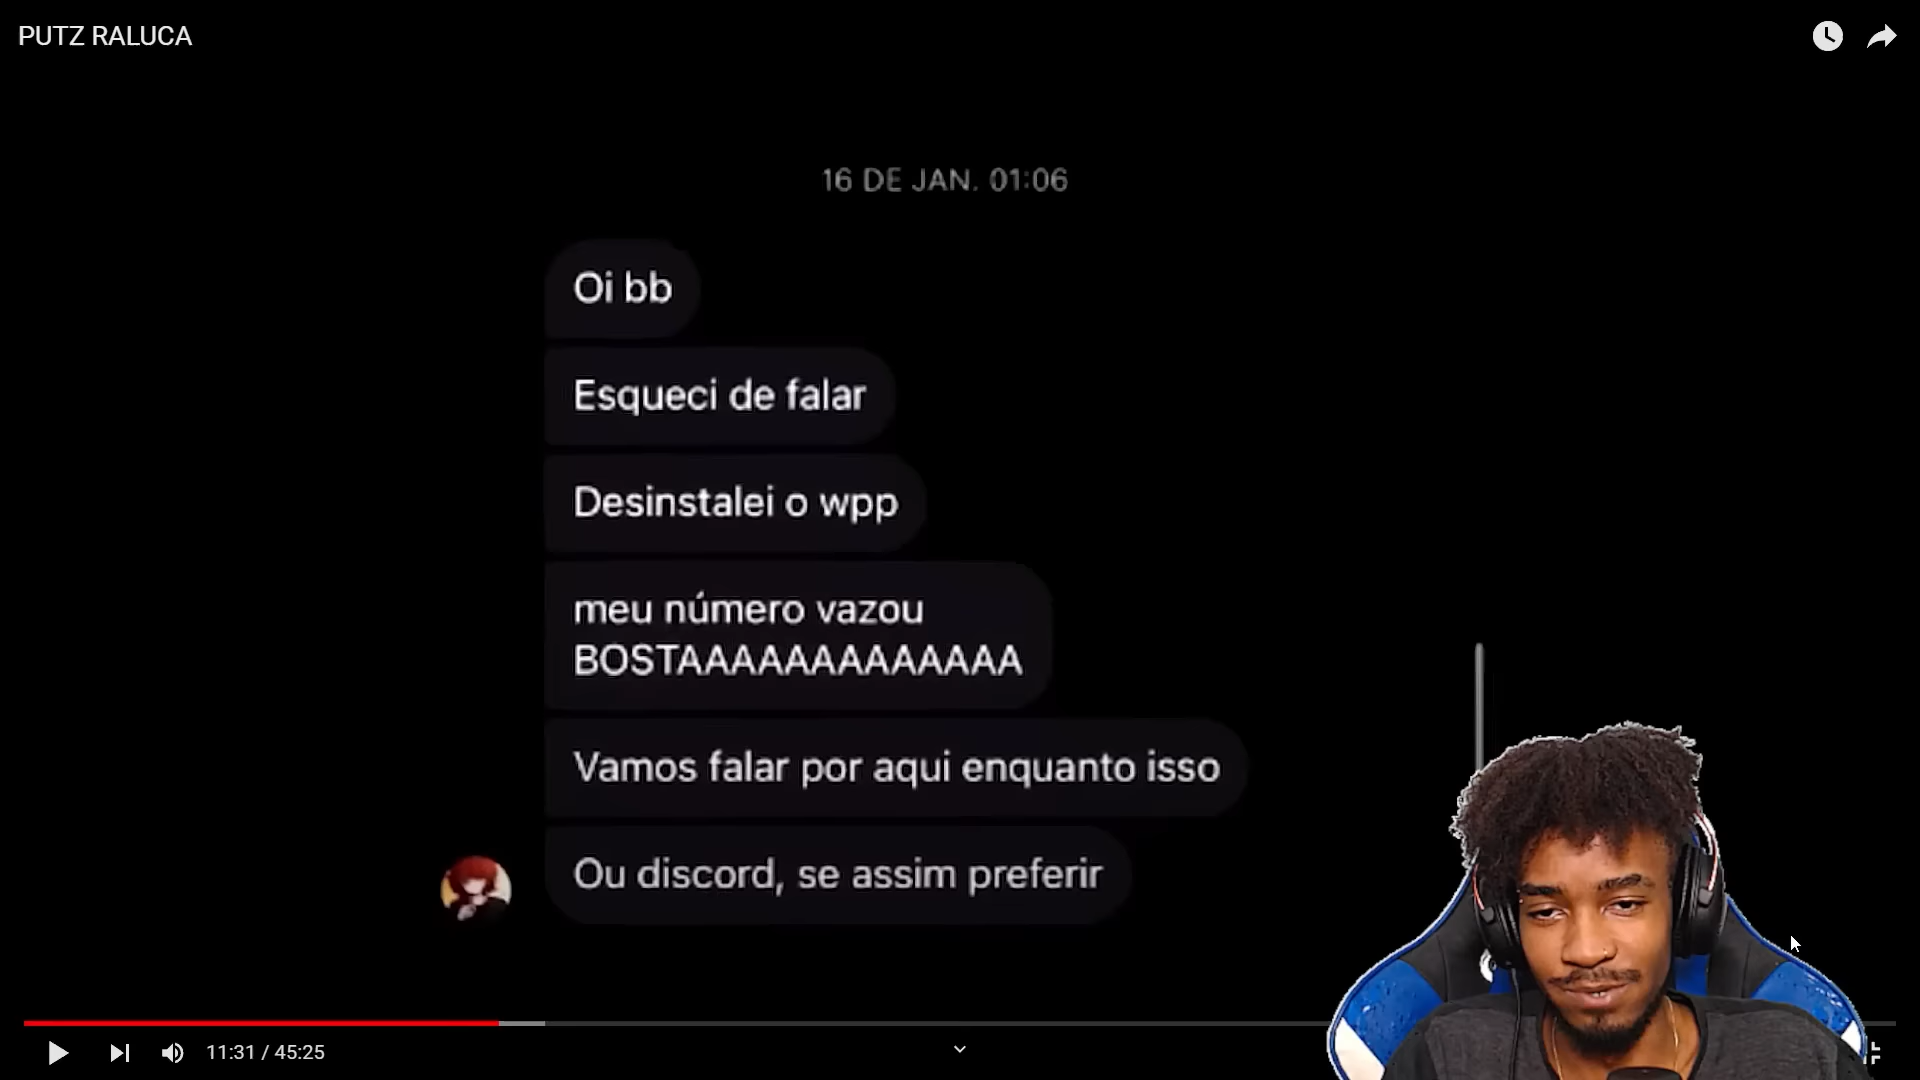 PUTZ RALUCA
16 DE JAN. 01:06
Oi bb
Esqueci de falar
Desinstalei o wpp
meu número vazou
BOSTAAAAAAAAAAAAA
Vamos falar por aqui enquanto isso
Ou discord, se assim preferir
11:31 / 45:25